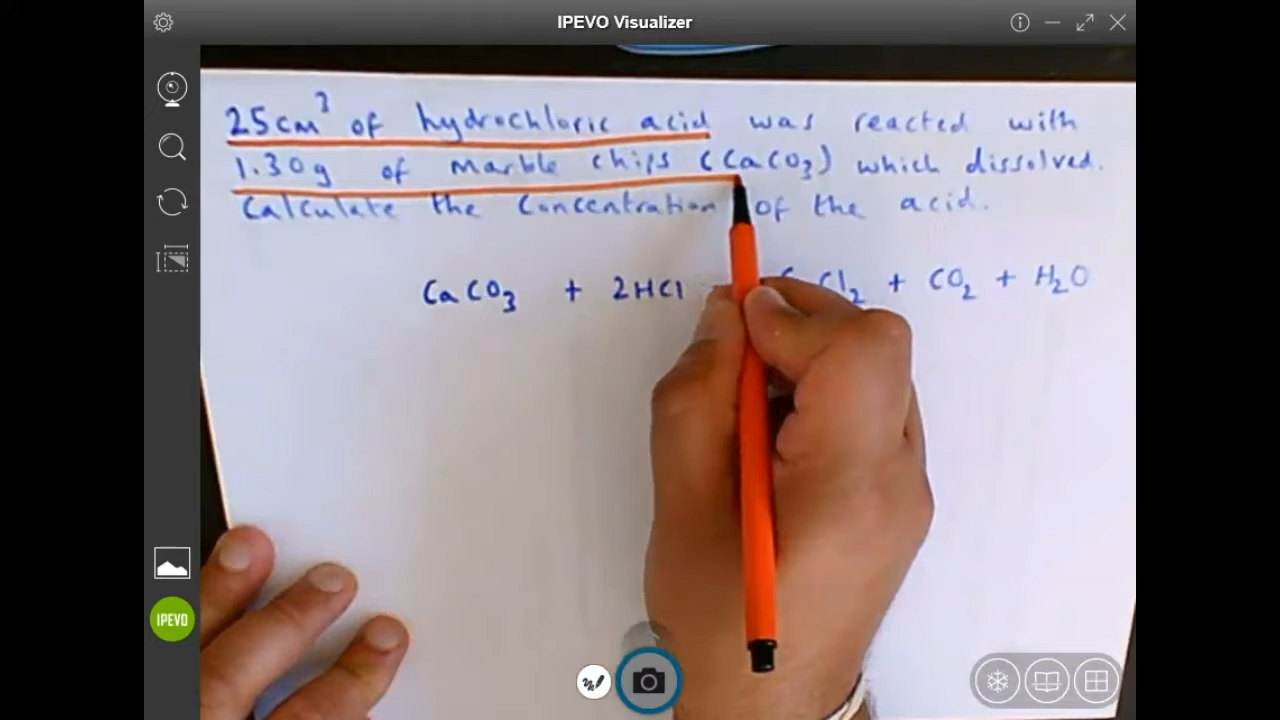 IPEVO Visualizer
25cm³ of hydrochloric acid was reacted with
1.30g of Marble chips (CaCO₃) which dissolved.
Calculate the concentration of the acid.
CaCO₃ + 2HCl Cl₂ + CO₂ + H₂O
IPEVO